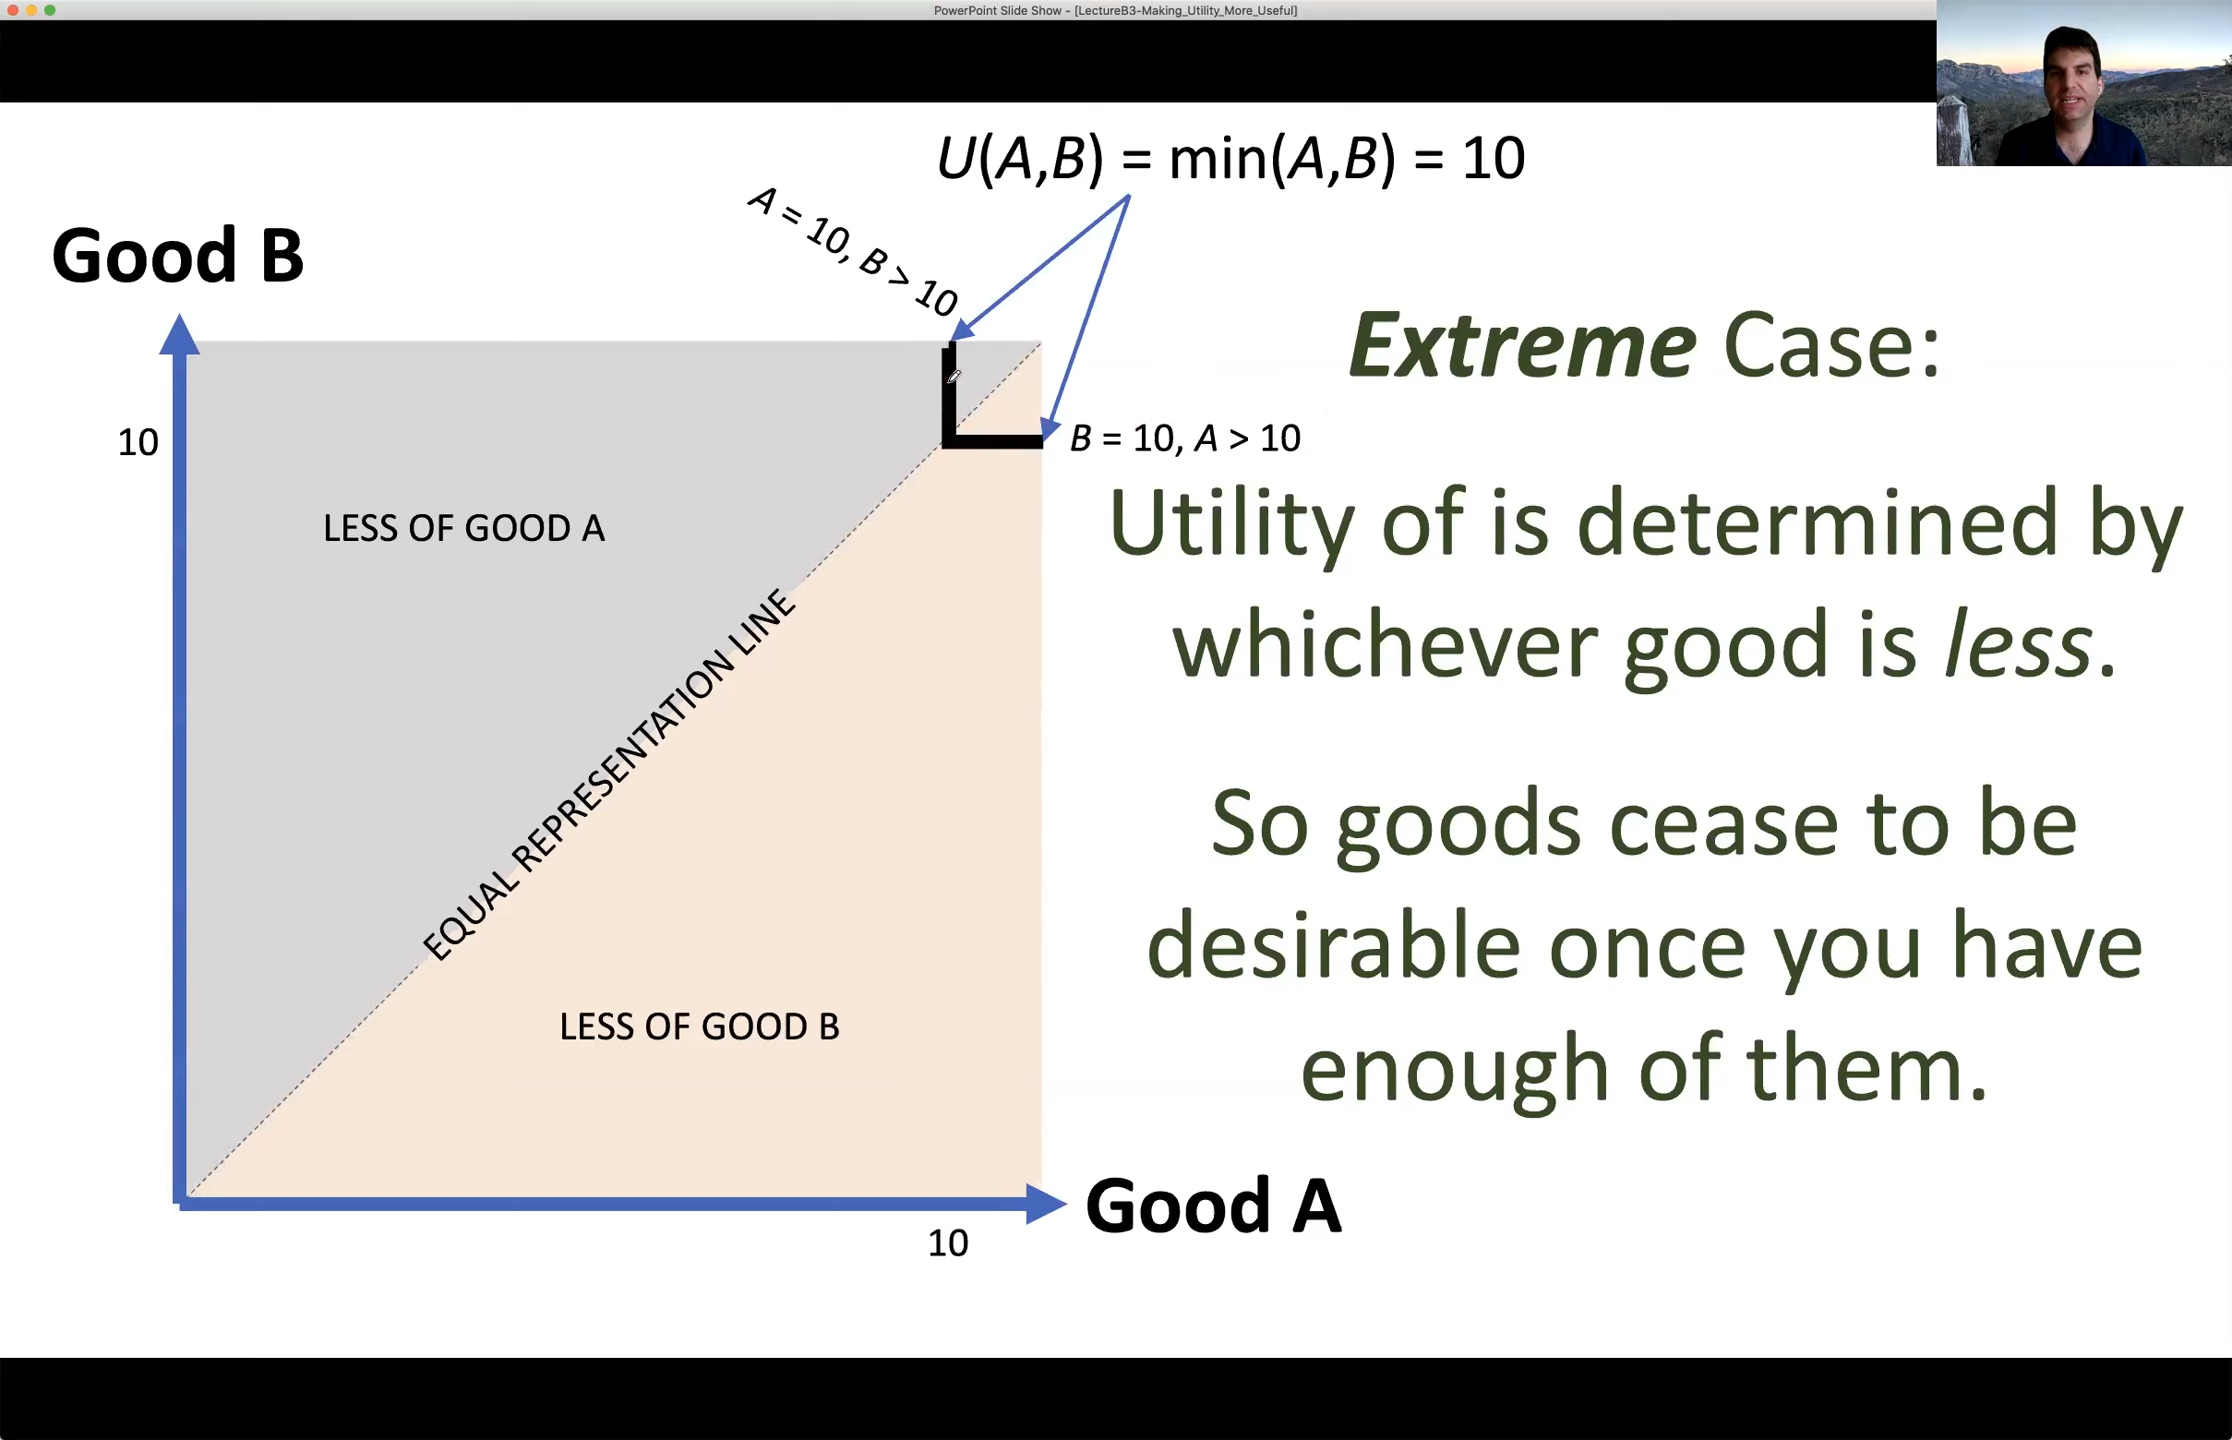 PowerPoint Slide Show - [LectureB3-Making_Utility_More_Useful]
U(A,B) = min(A,B) = 10
A = 10, B > 10
Good B
Extreme Case:
10
B = 10, A > 10
LESS OF GOOD A
Utility of is determined by
whichever good is less.
EQUAL REPRESENTATION LINE
So goods cease to be
desirable once you have
enough of them.
LESS OF GOOD B
Good A
10